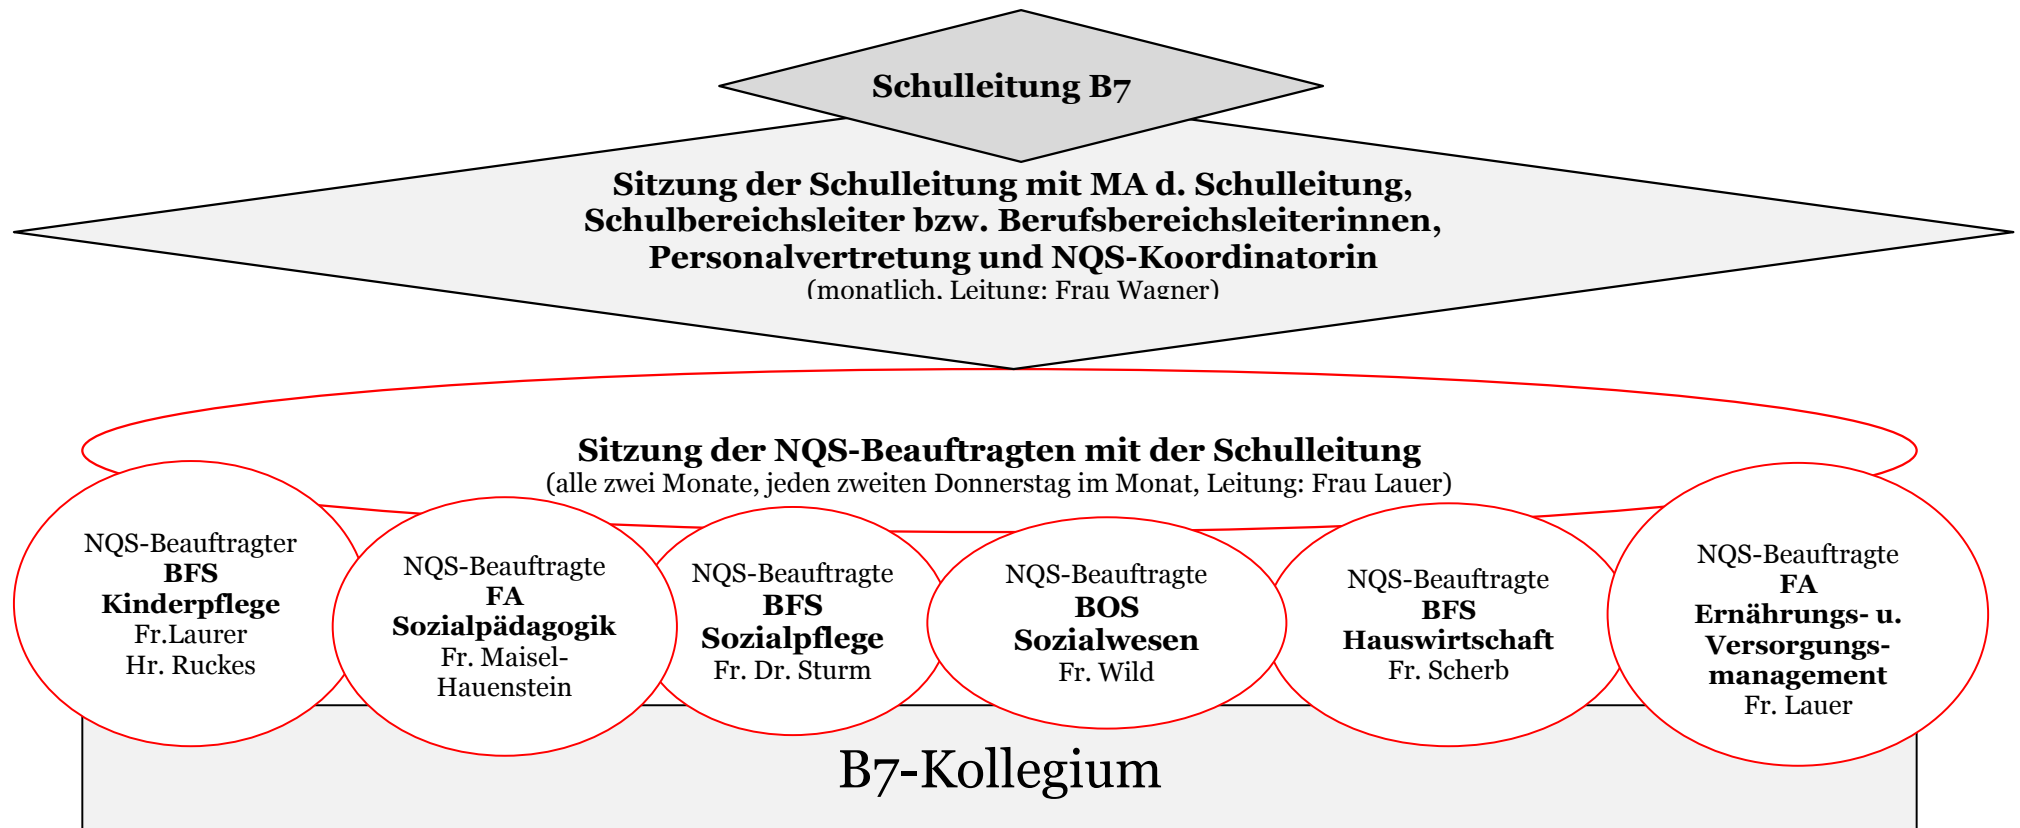 Schulleitung B7
Sitzung der Schulleitung mit MA d. Schulleitung,
Schulbereichsleiter bzw. Berufsbereichsleiterinnen,
Personalvertretung und NQS-Koordinatorin
(monatlich, Leitung: Frau Wagner)
Sitzung der NQS-Beauftragten mit der Schulleitung
(alle zwei Monate, jeden zweiten Donnerstag im Monat, Leitung: Frau Lauer)
NQS-Beauftragter
BFS
Kinderpflege
Fr.Laurer
Hr. Ruckes
NQS-Beauftragte
FA
Sozialpädagogik
Fr. Maisel-
Hauenstein
NQS-Beauftragte
BFS
Sozialpflege
Fr. Dr. Sturm
NQS-Beauftragte
BOS
Sozialwesen
Fr. Wild
NQS-Beauftragte
BFS
Hauswirtschaft
Fr. Scherb
NQS-Beauftragte
FA
Ernährungs- u.
Versorgungs-
management
Fr. Lauer
B7-Kollegium